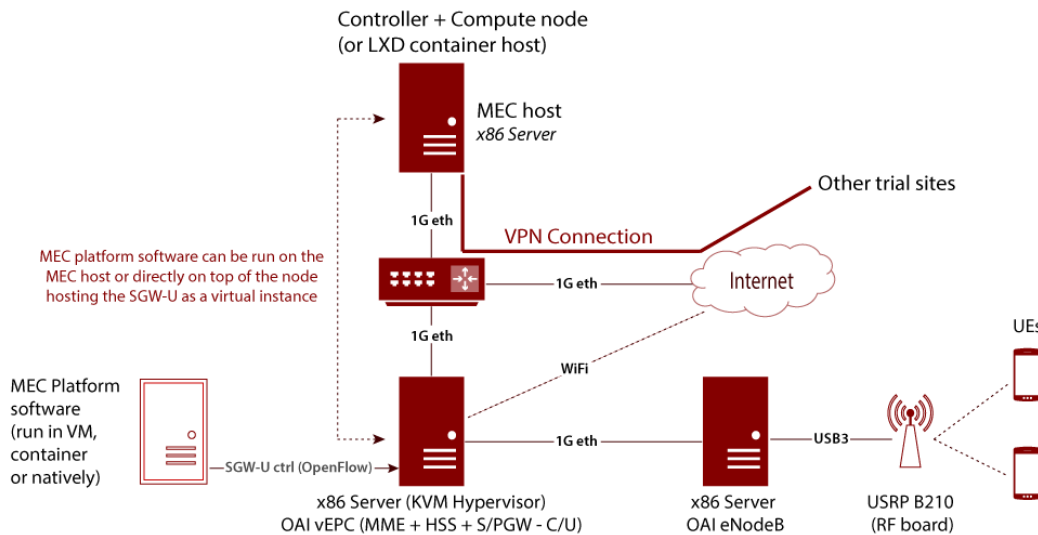 Controller + Compute node
(or LXD container host)
MEC host
x86 Server
Other trial sites
1G eth
VPN Connection
MEC platform software can be run on the
MEC host or directly on top of the node
hosting the SGW-U as a virtual instance
1G eth
Internet
1G eth
UEs
WiFi
MEC Platform
software
(run in VM,
container
or natively)
1G eth
USB3
SGW-U ctrl (OpenFlow)
x86 Server (KVM Hypervisor)
OAI vEPC (MME + HSS + S/PGW - C/U)
x86 Server
OAI eNodeB
USRP B210
(RF board)